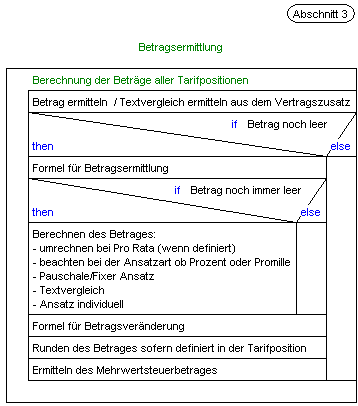 Abschnitt 3
Betragsermittlung
Berechnung der Beträge aller Tarifpositionen
Betrag ermitteln / Textvergleich ermitteln aus dem Vertragszusatz
if Betrag noch leer
then else
Formel für Betragsermittlung
if Betrag noch immer leer
then else
Berechnen des Betrages:
- umrechnen bei Pro Rata (wenn definiert)
- beachten bei der Ansatzart ob Prozent oder Promille
- Pauschale/Fixer Ansatz
- Textvergleich
- Ansatz individuell
Formel für Betragsveränderung
Runden des Betrages sofern definiert in der Tarifposition
Ermitteln des Mehrwertsteuerbetrages